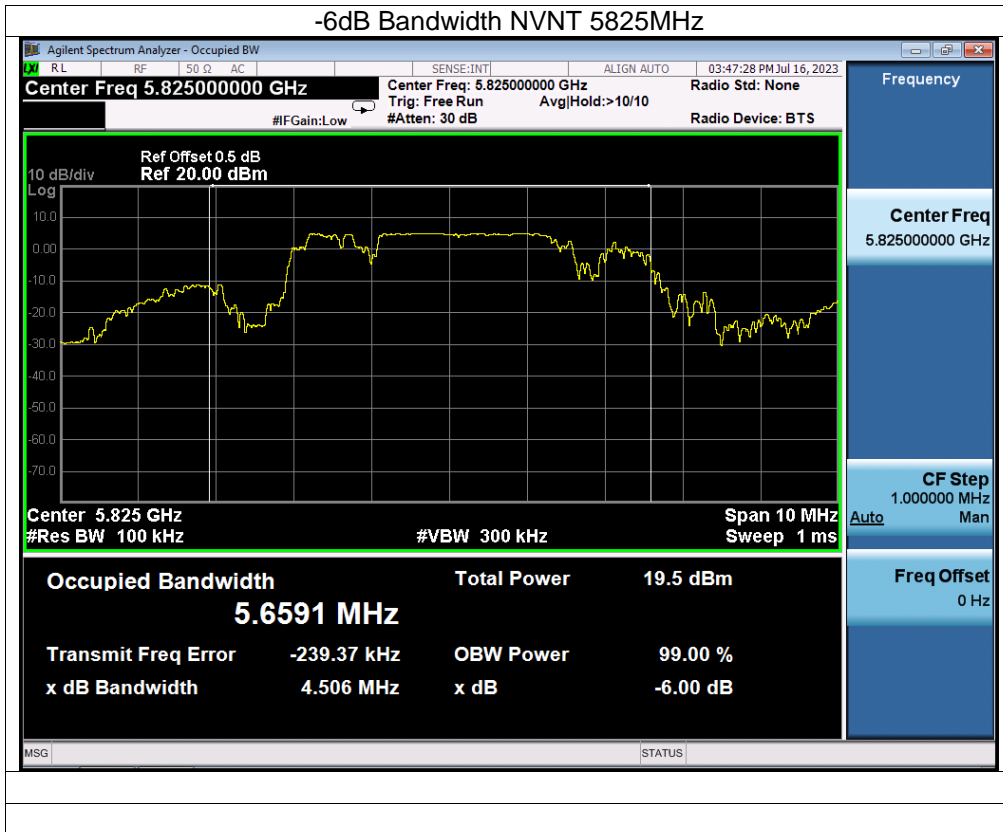 -6dB Bandwidth NVNT 5825MHz
Agilent Spectrum Analyzer - Occupied BW
LXI RL RF 50 Ω AC SENSE:INT ALIGN AUTO 03:47:28 PM Jul 16, 2023
Center Freq 5.825000000 GHz
Center Freq: 5.825000000 GHz
Radio Std: None
Trig: Free Run Avg|Hold:>10/10
#IFGain:Low
#Atten: 30 dB
Radio Device: BTS
Ref Offset 0.5 dB
10 dB/div Ref 20.00 dBm
Log
10.0
0.00
-10.0
-20.0
-30.0
-40.0
-50.0
-60.0
-70.0
Center 5.825 GHz Span 10 MHz
#Res BW 100 kHz #VBW 300 kHz Sweep 1 ms
Occupied Bandwidth Total Power 19.5 dBm
5.6591 MHz
Transmit Freq Error -239.37 kHz OBW Power 99.00 %
x dB Bandwidth 4.506 MHz x dB -6.00 dB
MSG STATUS
Frequency
Center Freq
5.825000000 GHz
CF Step
1.000000 MHz
Auto Man
Freq Offset
0 Hz